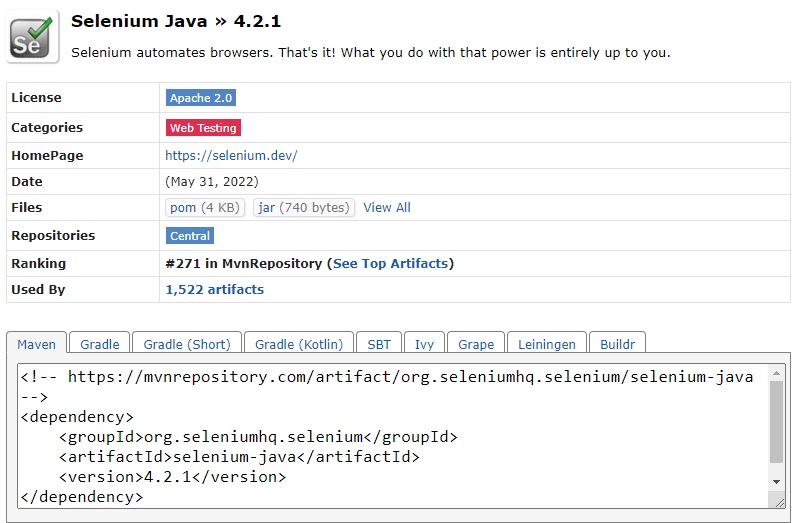 Se
Selenium Java » 4.2.1
Selenium automates browsers. That's it! What you do with that power is entirely up to you.
License Apache 2.0
Categories Web Testing
HomePage https://selenium.dev/
Date (May 31, 2022)
Files pom (4 KB) jar (740 bytes) View All
Repositories Central
Ranking #271 in MvnRepository (See Top Artifacts)
Used By 1,522 artifacts
Maven Gradle Gradle (Short) Gradle (Kotlin) SBT Ivy Grape Leiningen Buildr
<!-- https://mvnrepository.com/artifact/org.seleniumhq.selenium/selenium-java
-->
<dependency>
    <groupId>org.seleniumhq.selenium</groupId>
    <artifactId>selenium-java</artifactId>
    <version>4.2.1</version>
</dependency>